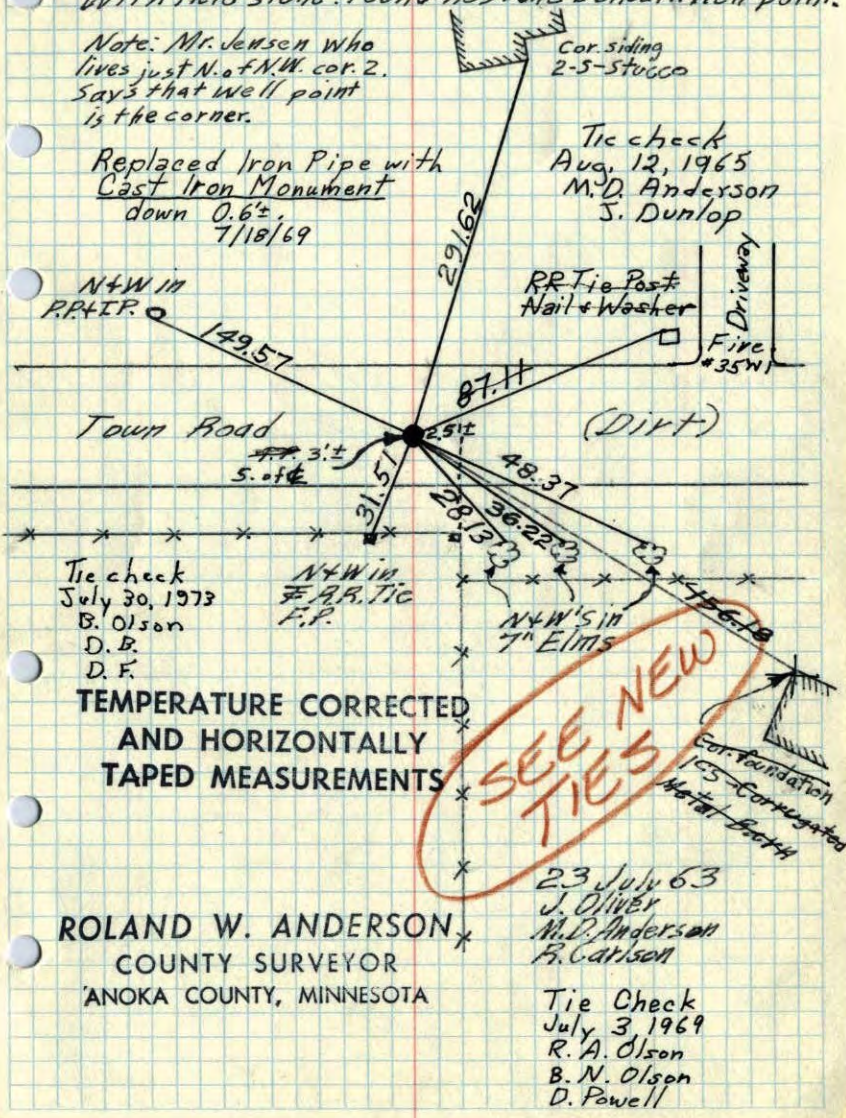 Note: Mr. Jensen who
lives just N. of N.W. cor. 2.
Says that well point
is the corner.
Cor. siding
2-S-Stucco
Replaced Iron Pipe with
Cast Iron Monument
down 0.6'±.
7/18/69
Tie check
Aug. 12, 1965
M.D. Anderson
J. Dunlop
291.62
N+W in
P.P.+I.P.
149.57
RR Tie Post
Nail & Washer
Driveway
Fire
#35W1
87.11
Town Road
(Dirt)
2.5'±
3'±
S. of ℄
31.51
28.13
36.22
48.37
156.18
Tie check
July 30, 1973
B. Olson
D. B.
D. F.
N+W in
R.R. Tie
F.P.
N+W'S in
7" Elms
TEMPERATURE CORRECTED
AND HORIZONTALLY
TAPED MEASUREMENTS
SEE NEW
TIES
Cor. foundation
Corrugated
Metal
23 July 63
J. Oliver
M.D. Anderson
R. Carlson
ROLAND W. ANDERSON
COUNTY SURVEYOR
ANOKA COUNTY, MINNESOTA
Tie Check
July 3, 1969
R. A. Olson
B. N. Olson
D. Powell